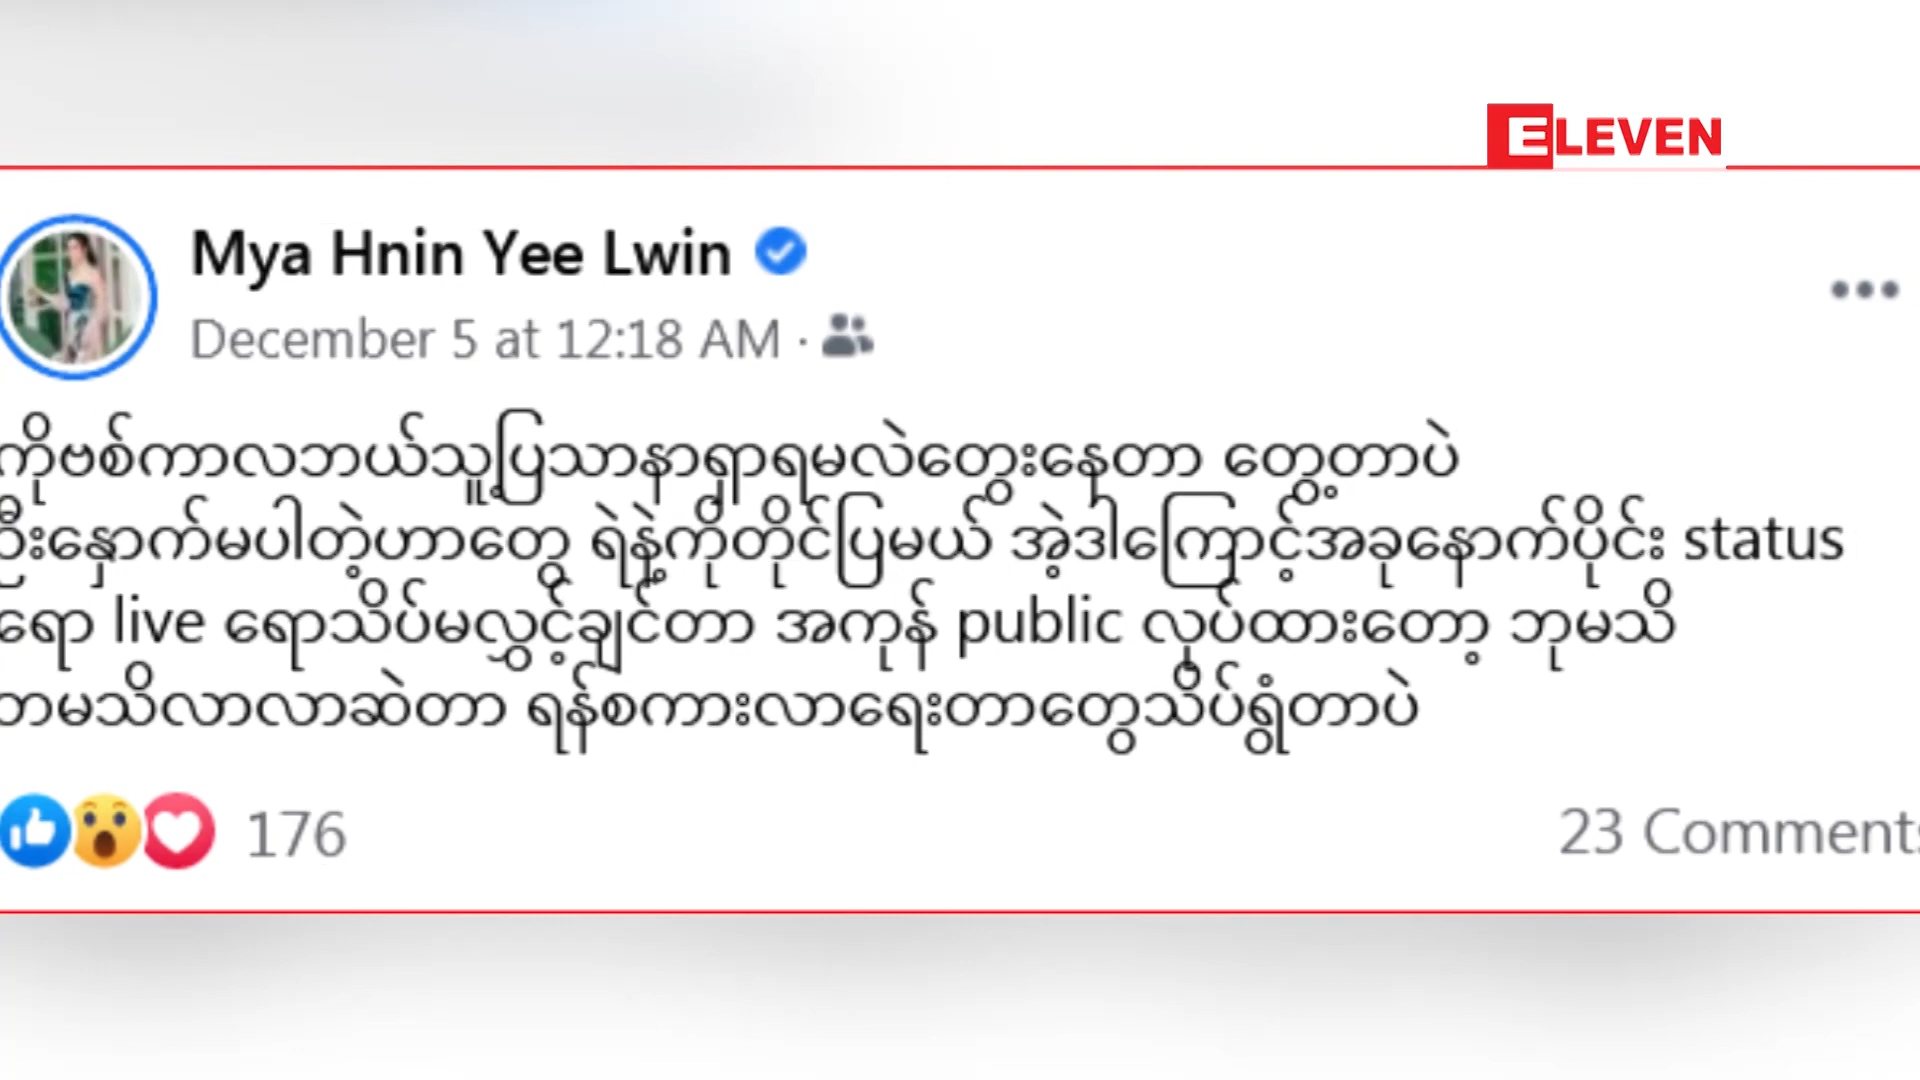 ELEVEN
Mya Hnin Yee Lwin
December 5 at 12:18 AM ·
ကိုဗစ်ကာလဘယ်သူ့ပြသာနာရှာရမလဲတွေးနေတာ တွေ့တာပဲ
ဦးနှောက်မပါတဲ့ဟာတွေ ရဲနဲ့ကိုတိုင်ပြမယ် အဲ့ဒါကြောင့်အခုနောက်ပိုင်း status
ရော live ရောသိပ်မလွှင့်ချင်တာ အကုန် public လုပ်ထားတော့ ဘုမသိ
ဘမသိလာလာဆဲတာ ရန်စကားလာရေးတာတွေသိပ်ရွံတာပဲ
176
23 Comments